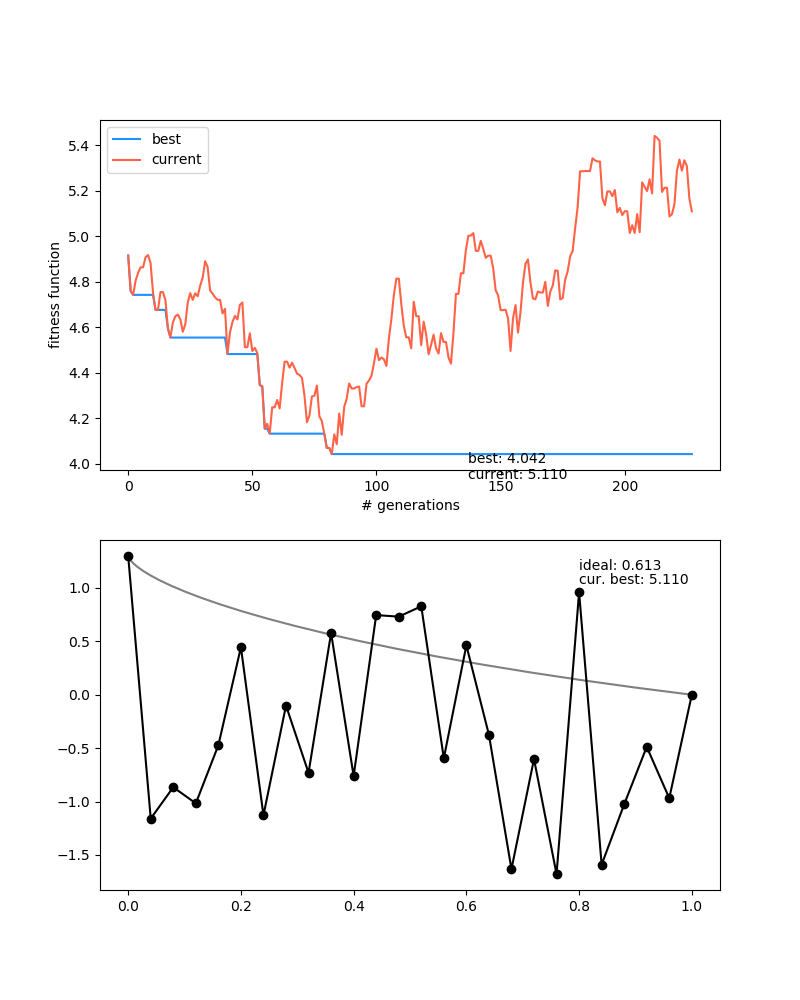 best
current
5.4
5.2
5.0
4.8
4.6
4.4
4.2
4.0
fitness function
best: 4.042
current: 5.110
0 50 100 150 200
# generations
ideal: 0.613
cur. best: 5.110
1.0
0.5
0.0
−0.5
−1.0
−1.5
0.0 0.2 0.4 0.6 0.8 1.0